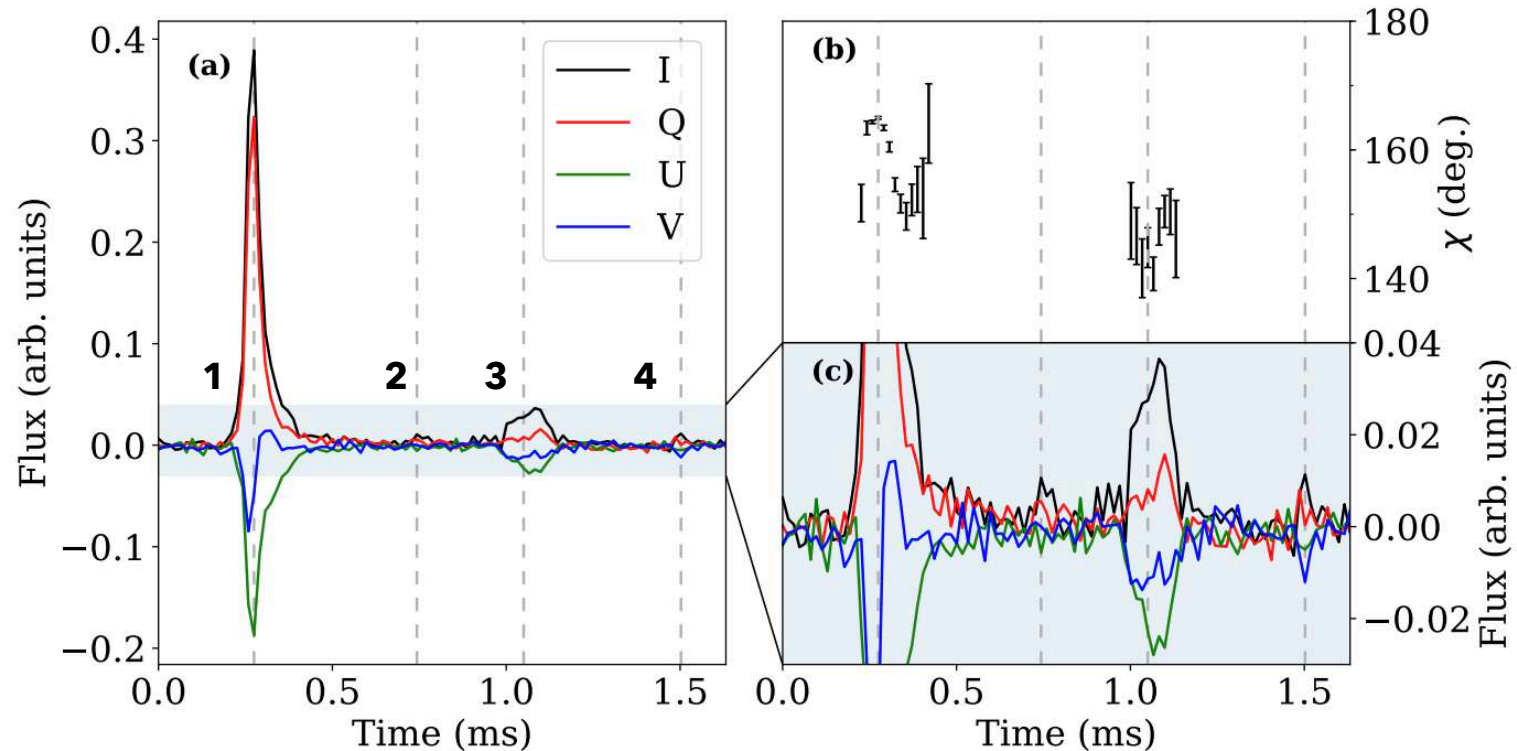 (a)
I
Q
U
V
1
2
3
4
0.4
0.3
0.2
0.1
0.0
−0.1
−0.2
Flux (arb. units)
0.0
0.5
1.0
1.5
Time (ms)
(b)
180
160
140
χ (deg.)
(c)
0.04
0.02
0.00
−0.02
Flux (arb. units)
0.0
0.5
1.0
1.5
Time (ms)